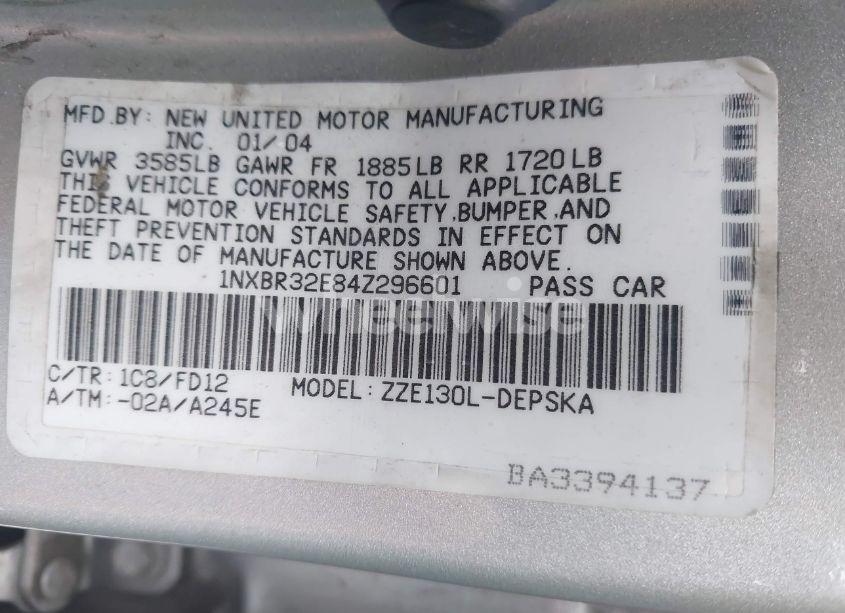 MFD.BY: NEW UNITED MOTOR MANUFACTURING
INC. 01/04
GVWR 3585LB GAWR FR 1885LB RR 1720LB
THIS VEHICLE CONFORMS TO ALL APPLICABLE
FEDERAL MOTOR VEHICLE SAFETY,BUMPER,AND
THEFT PREVENTION STANDARDS IN EFFECT ON
THE DATE OF MANUFACTURE SHOWN ABOVE.
1NXBR32E84Z296601 PASS CAR
wheelwise
C/TR: 1C8/FD12 MODEL: ZZE130L-DEPSKA
A/TM: -02A/A245E
BA3394137